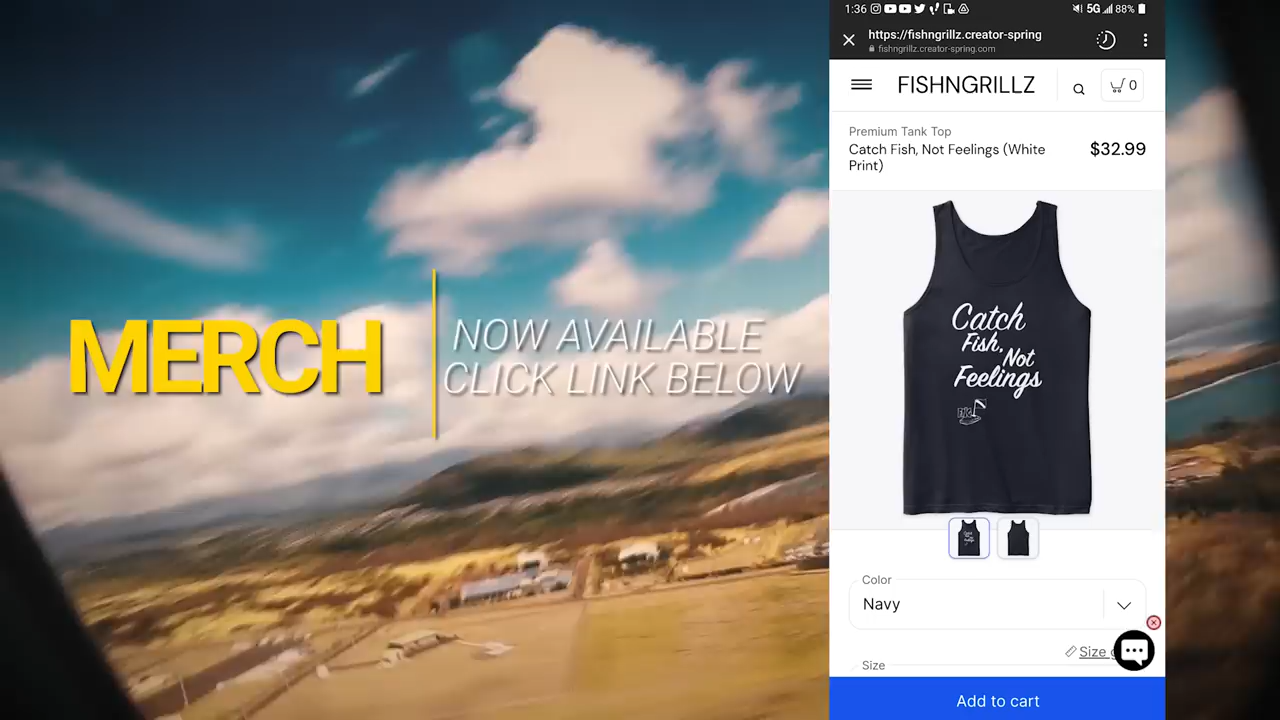 MERCH
NOW AVAILABLE
CLICK LINK BELOW
1:36
5G
88%
https://fishngrillz.creator-spring
fishngrillz.creator-spring.com
FISHNGRILLZ
0
Premium Tank Top
Catch Fish, Not Feelings (White
Print)
$32.99
Catch
Fish,
Not
Feelings
Color
Navy
Size
Size
Add to cart